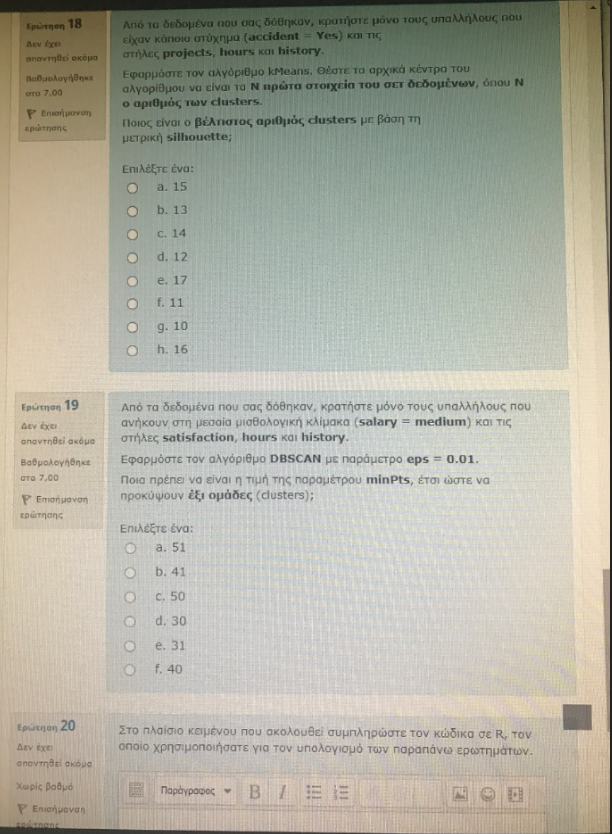 Ερώτηση 18
Δεν έχει
απαντηθεί ακόμα
Βαθμολογήθηκε
στα 7,00
Επισήμανση
ερώτησης
Από τα δεδομένα που σας δόθηκαν, κρατήστε μόνο τους υπαλλήλους που
είχαν κάποιο ατύχημα (accident = Yes) και τις
στήλες projects, hours και history.
Εφαρμόστε τον αλγόριθμο kMeans. Θέστε τα αρχικά κέντρα του
αλγορίθμου να είναι τα N πρώτα στοιχεία του σετ δεδομένων, όπου N
ο αριθμός των clusters.
Ποιος είναι ο βέλτιστος αριθμός clusters με βάση τη
μετρική silhouette;
Επιλέξτε ένα:
a. 15
b. 13
c. 14
d. 12
e. 17
f. 11
g. 10
h. 16
Ερώτηση 19
Δεν έχει
απαντηθεί ακόμα
Βαθμολογήθηκε
στα 7,00
Επισήμανση
ερώτησης
Από τα δεδομένα που σας δόθηκαν, κρατήστε μόνο τους υπαλλήλους που
ανήκουν στη μεσαία μισθολογική κλίμακα (salary = medium) και τις
στήλες satisfaction, hours και history.
Εφαρμόστε τον αλγόριθμο DBSCAN με παράμετρο eps = 0.01.
Ποια πρέπει να είναι η τιμή της παραμέτρου minPts, έτσι ώστε να
προκύψουν έξι ομάδες (clusters);
Επιλέξτε ένα:
a. 51
b. 41
c. 50
d. 30
e. 31
f. 40
Ερώτηση 20
Δεν έχει
απαντηθεί ακόμα
Χωρίς βαθμό
Επισήμανση
ερώτησης
Στο πλαίσιο κειμένου που ακολουθεί συμπληρώστε τον κώδικα σε R, τον
οποίο χρησιμοποιήσατε για τον υπολογισμό των παραπάνω ερωτημάτων.
Παράγραφος B I